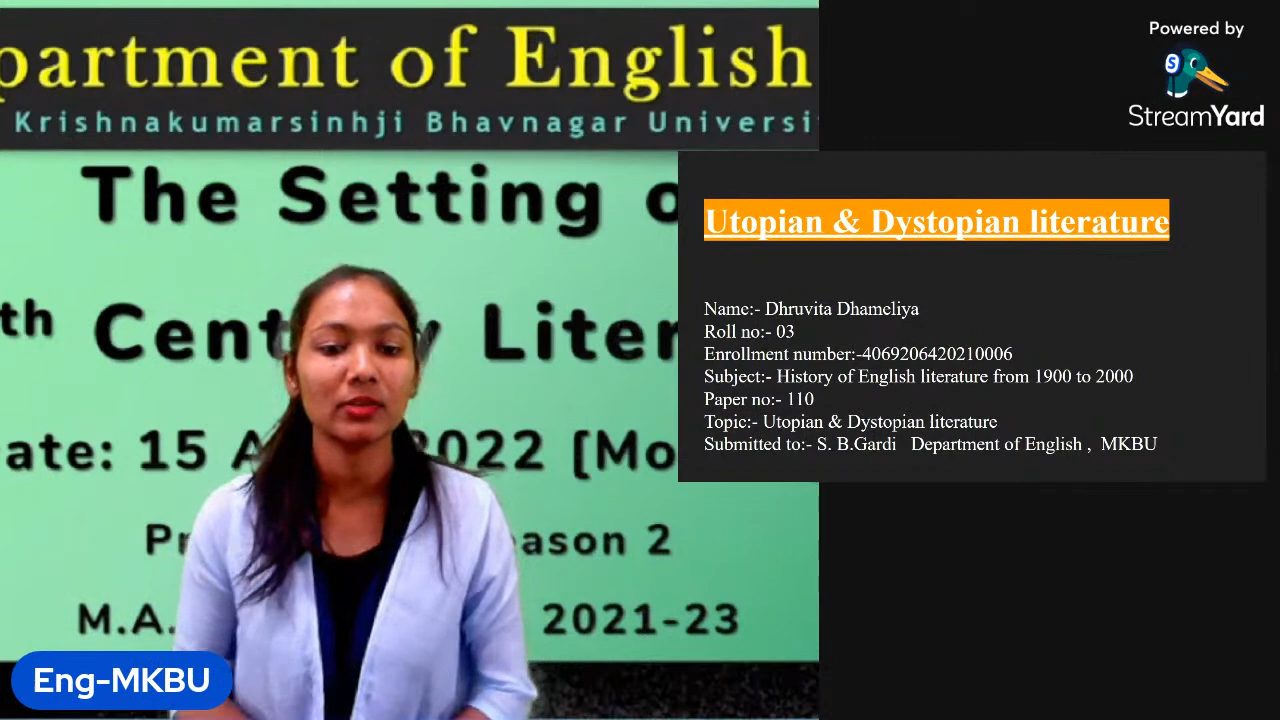 partment of English
Krishnakumarsinhji Bhavnagar Universi
The Setting o
th Century Liter
ate: 15 A 2022 [Mo
Pr eason 2
M.A. 2021-23
Eng-MKBU
Powered by
S
StreamYard
Utopian & Dystopian literature
Name:- Dhruvita Dhameliya
Roll no:- 03
Enrollment number:-4069206420210006
Subject:- History of English literature from 1900 to 2000
Paper no:- 110
Topic:- Utopian & Dystopian literature
Submitted to:- S. B.Gardi Department of English , MKBU